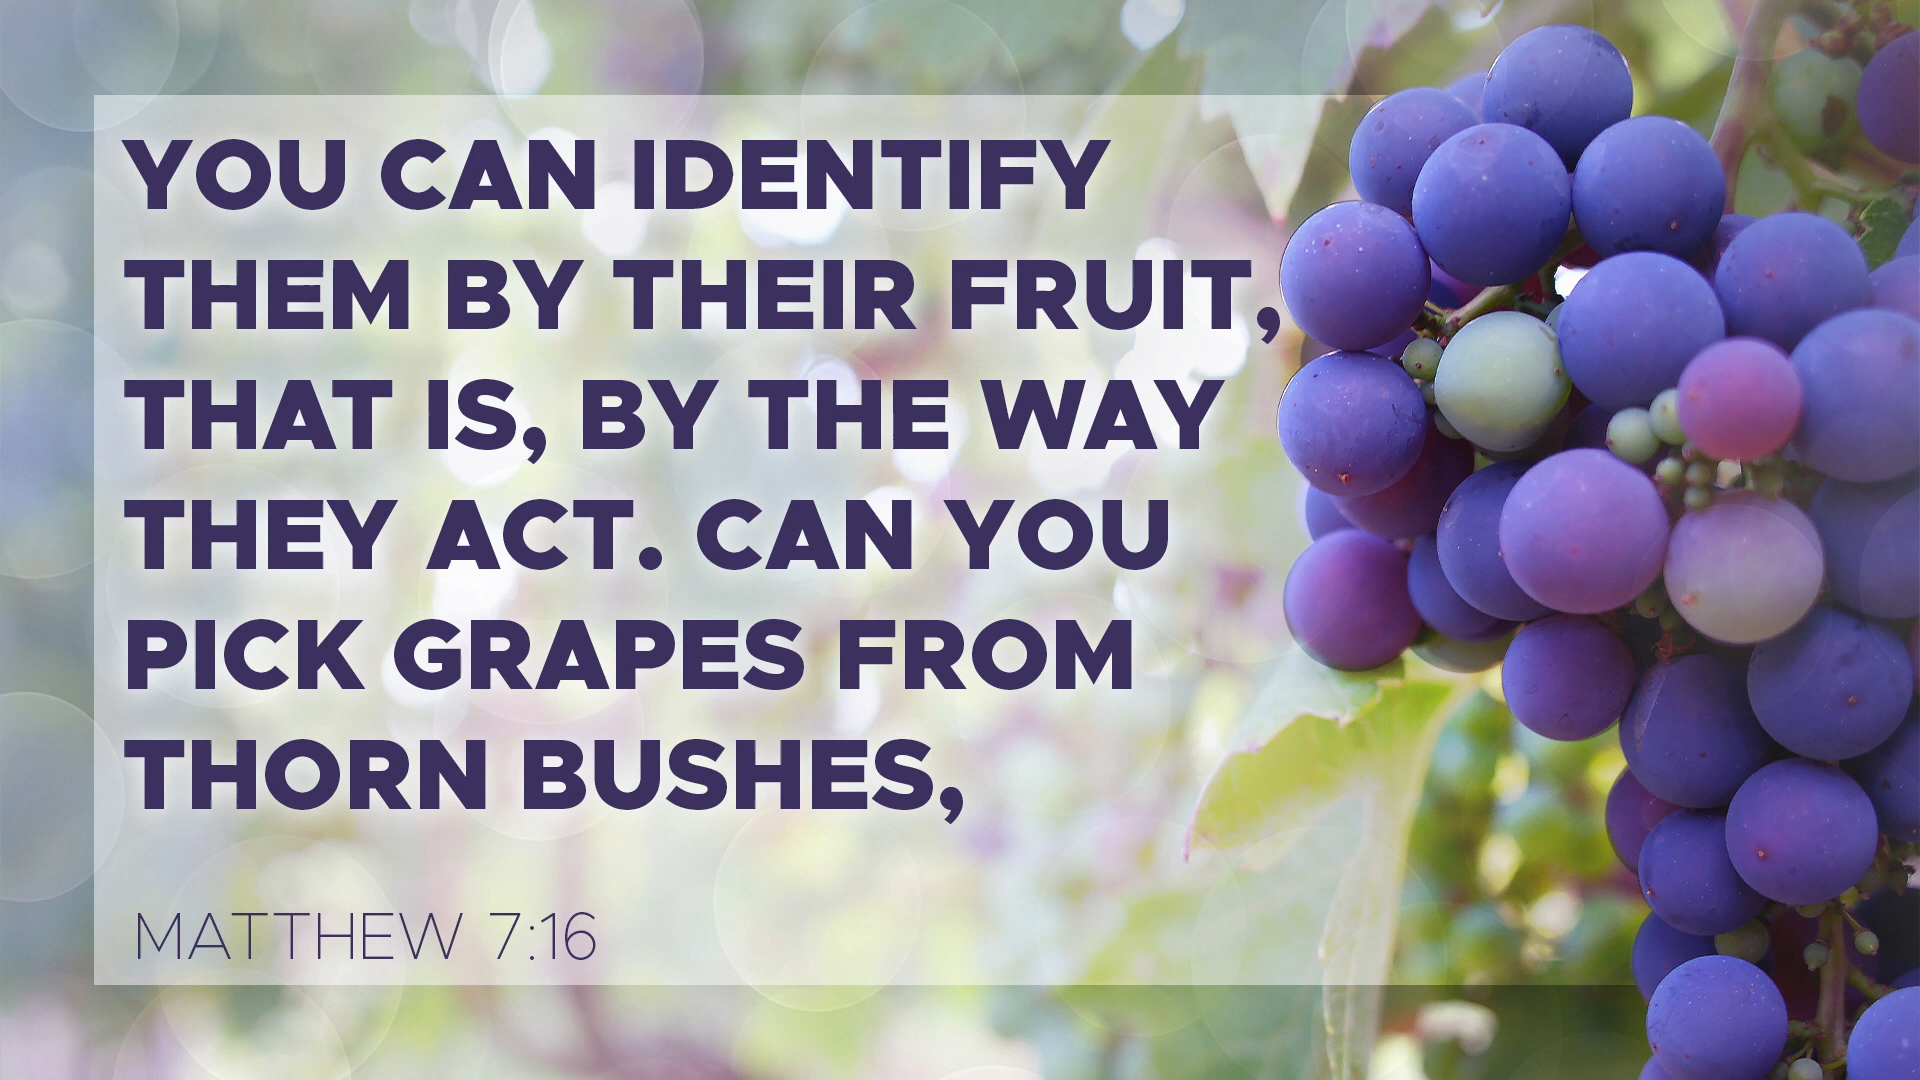 YOU CAN IDENTIFY
THEM BY THEIR FRUIT,
THAT IS, BY THE WAY
THEY ACT. CAN YOU
PICK GRAPES FROM
THORN BUSHES,
MATTHEW 7:16